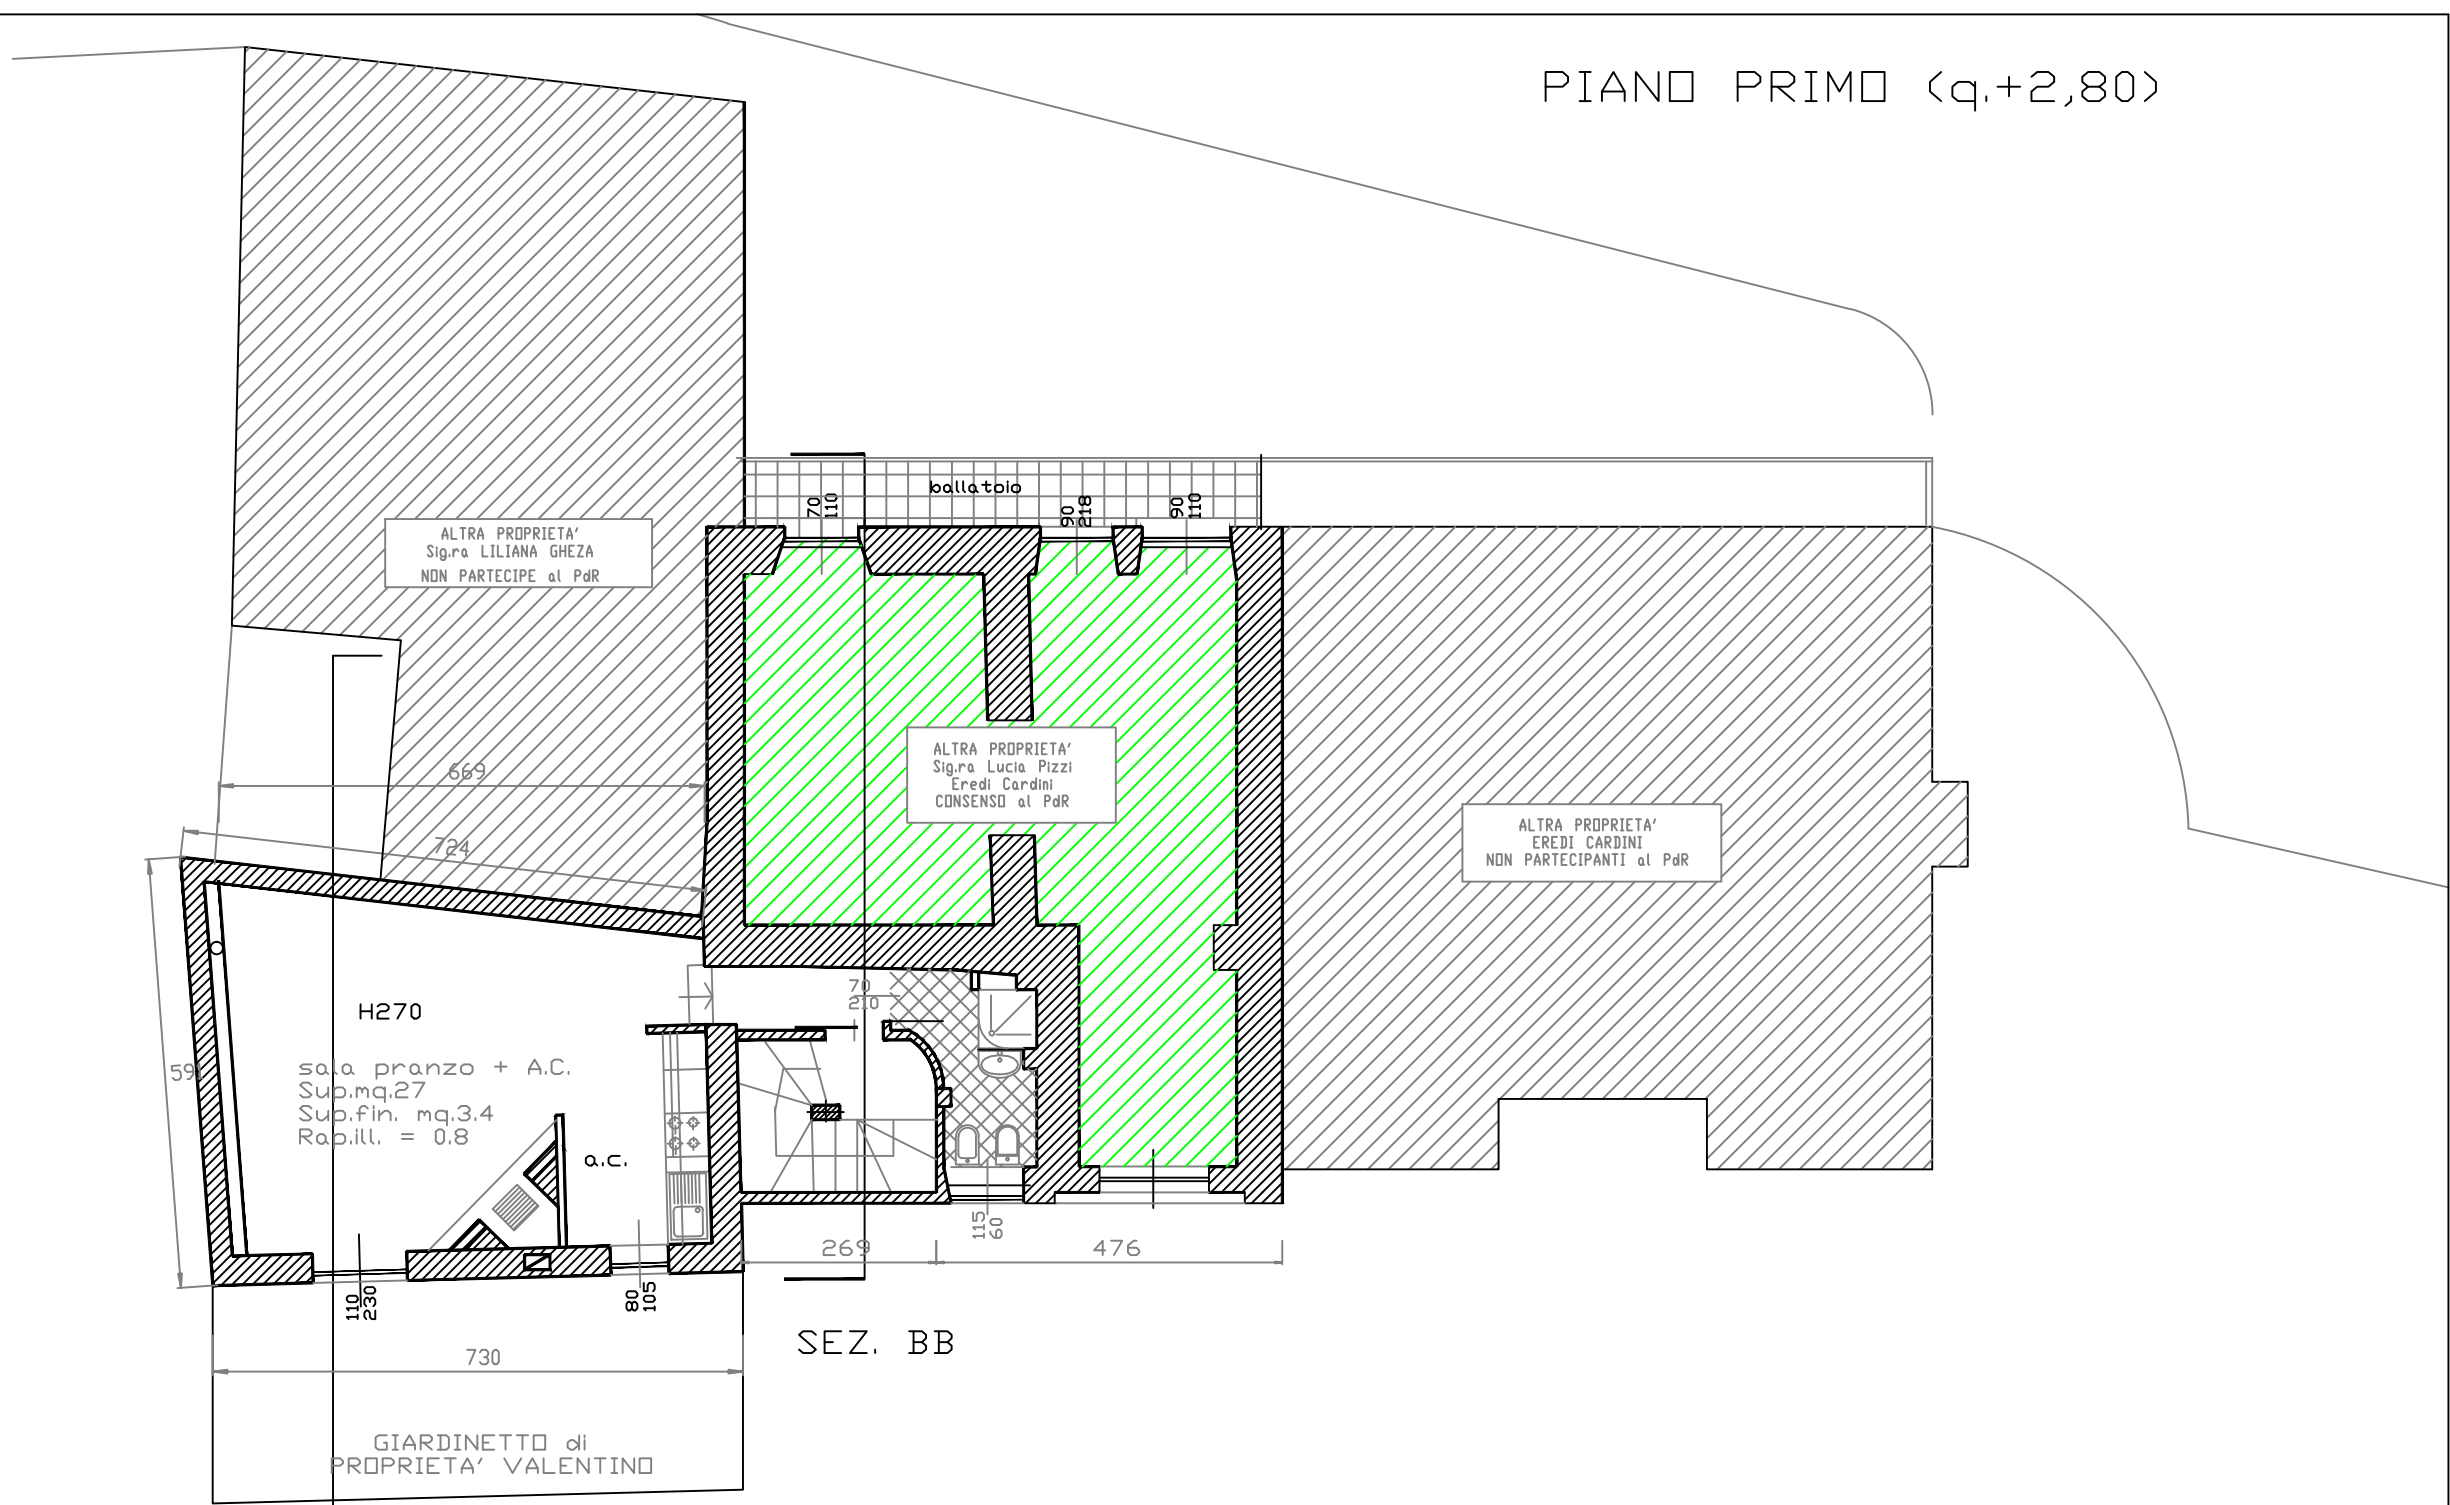 PIANO PRIMO (q.+2,80)
ballatoio
70
110
90
218
90
110
ALTRA PROPRIETA'
Sig.ra LILIANA GHEZA
NON PARTECIPE al PdR
ALTRA PROPRIETA'
Sig.ra Lucia Pizzi
Eredi Cardini
CONSENSO al PdR
ALTRA PROPRIETA'
EREDI CARDINI
NON PARTECIPANTI al PdR
669
724
H270
70
210
sala pranzo + A.C.
Sup.mq.27
Sup.fin. mq.3.4
Rap.ill. = 0.8
a.c.
115
60
269
476
110
230
80
105
SEZ. BB
730
GIARDINETTO di
PROPRIETA' VALENTINO